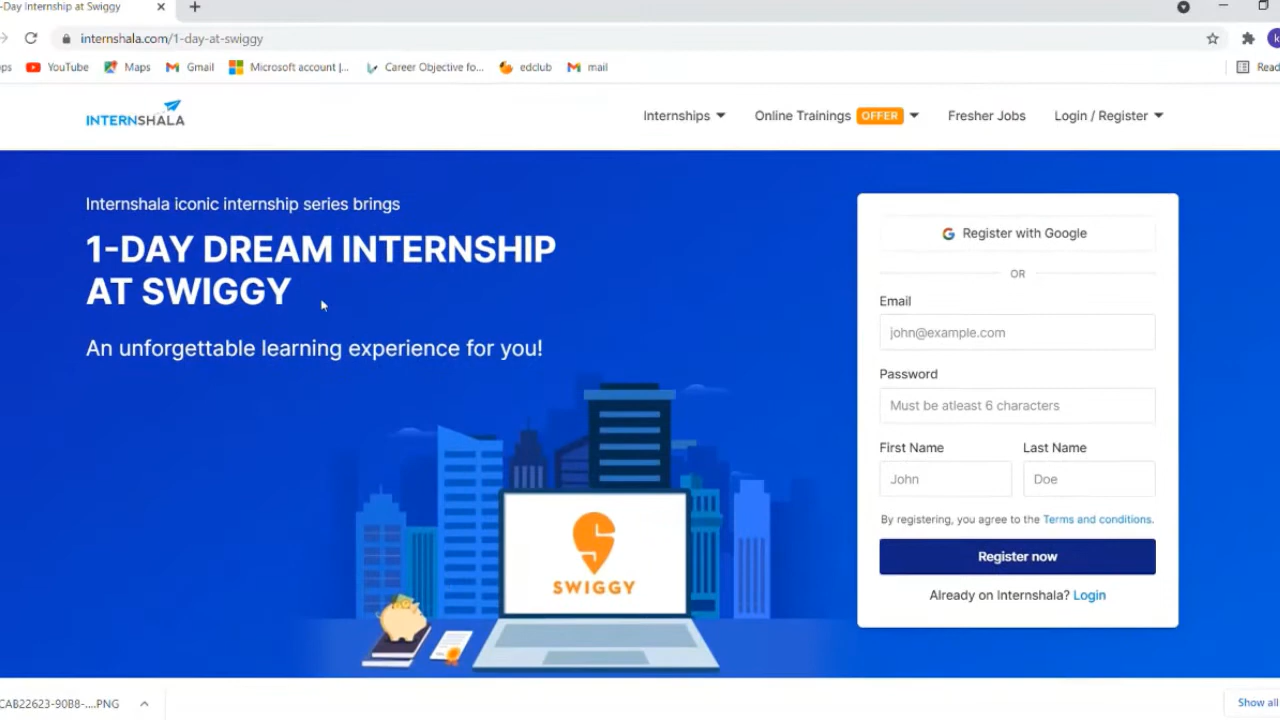 -Day Internship at Swiggy
internshala.com/1-day-at-swiggy
ps YouTube Maps Gmail Microsoft account |... Career Objective fo... edclub mail Read
INTERNSHALA
Internships Online Trainings OFFER Fresher Jobs Login / Register
Internshala iconic internship series brings
1-DAY DREAM INTERNSHIP
AT SWIGGY
An unforgettable learning experience for you!
SWIGGY
Register with Google
OR
Email
john@example.com
Password
Must be atleast 6 characters
First Name Last Name
John Doe
By registering, you agree to the Terms and conditions.
Register now
Already on Internshala? Login
CAB22623-90B8-....PNG
Show all